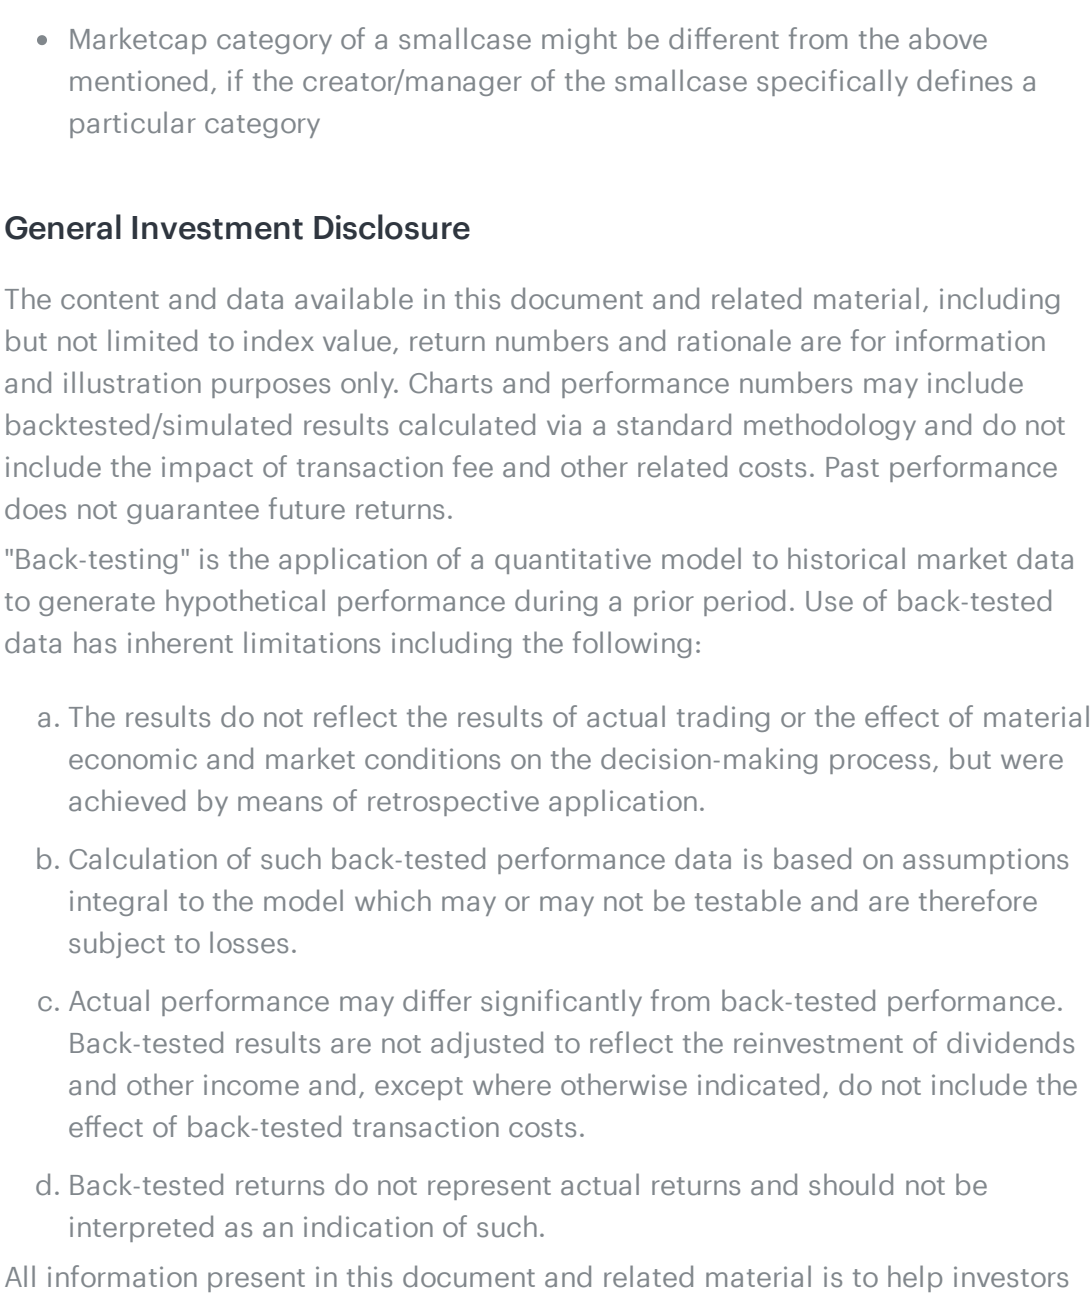 • Marketcap category of a smallcase might be different from the above
mentioned, if the creator/manager of the smallcase specifically defines a
particular category
General Investment Disclosure
The content and data available in this document and related material, including
but not limited to index value, return numbers and rationale are for information
and illustration purposes only. Charts and performance numbers may include
backtested/simulated results calculated via a standard methodology and do not
include the impact of transaction fee and other related costs. Past performance
does not guarantee future returns.
"Back-testing" is the application of a quantitative model to historical market data
to generate hypothetical performance during a prior period. Use of back-tested
data has inherent limitations including the following:
a. The results do not reflect the results of actual trading or the effect of material
economic and market conditions on the decision-making process, but were
achieved by means of retrospective application.
b. Calculation of such back-tested performance data is based on assumptions
integral to the model which may or may not be testable and are therefore
subject to losses.
c. Actual performance may differ significantly from back-tested performance.
Back-tested results are not adjusted to reflect the reinvestment of dividends
and other income and, except where otherwise indicated, do not include the
effect of back-tested transaction costs.
d. Back-tested returns do not represent actual returns and should not be
interpreted as an indication of such.
All information present in this document and related material is to help investors